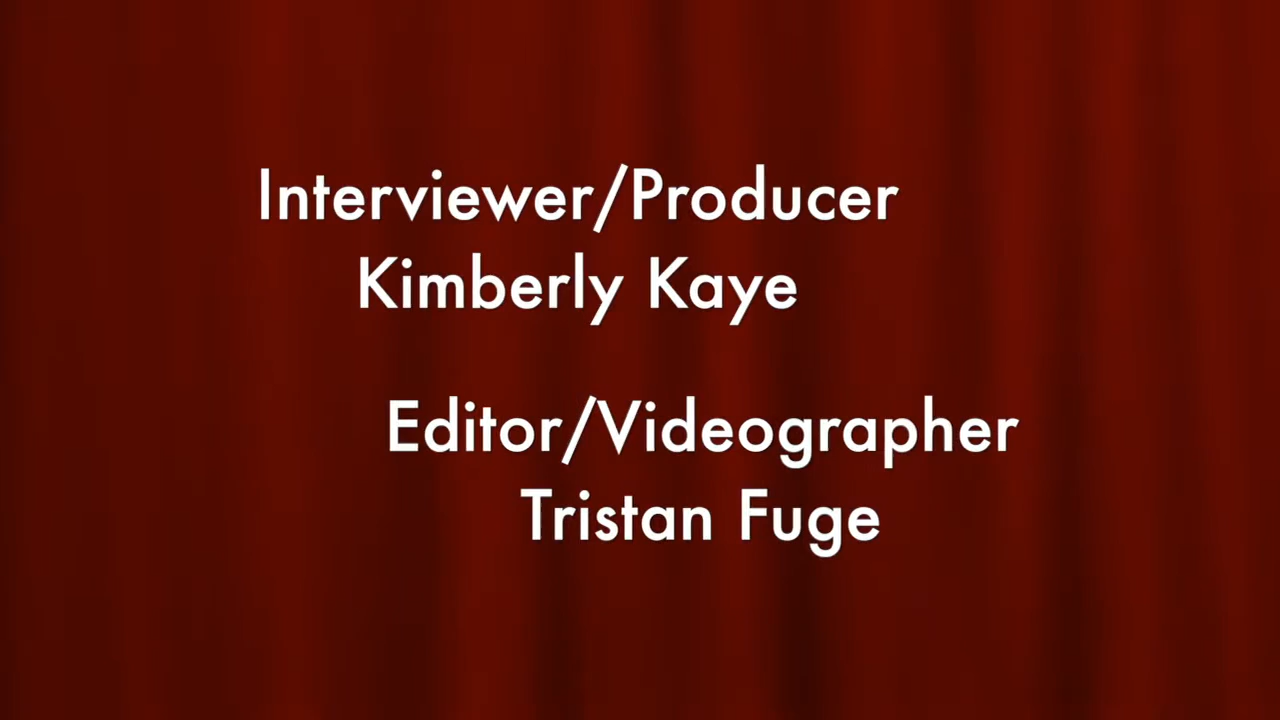 Interviewer/Producer
Kimberly Kaye
Editor/Videographer
Tristan Fuge